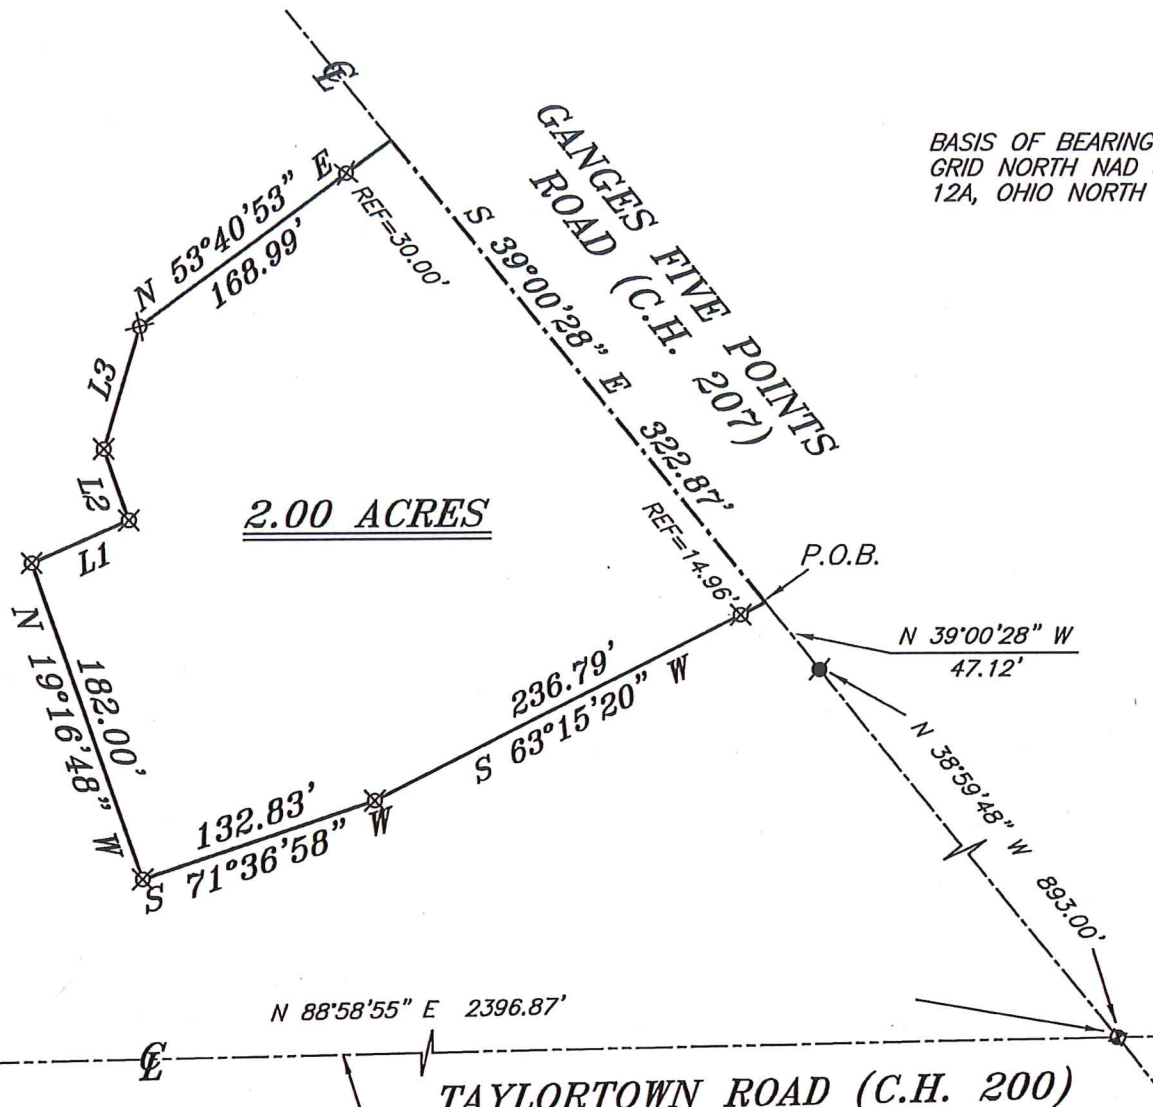 ℄
BASIS OF BEARING
GRID NORTH NAD
12A, OHIO NORTH
GANGES FIVE POINTS
ROAD (C.H. 207)
N 53°40'53" E
168.99'
REF=30.00'
S 39°00'28" E 322.87'
L3
L2
L1
2.00 ACRES
REF=14.96'
P.O.B.
N 39°00'28" W
47.12'
N 19°16'48" W
182.00'
236.79'
S 63°15'20" W
132.83'
S 71°36'58" W
N 38°59'48" W 893.00'
N 88°58'55" E 2396.87'
℄
TAYLORTOWN ROAD (C.H. 200)